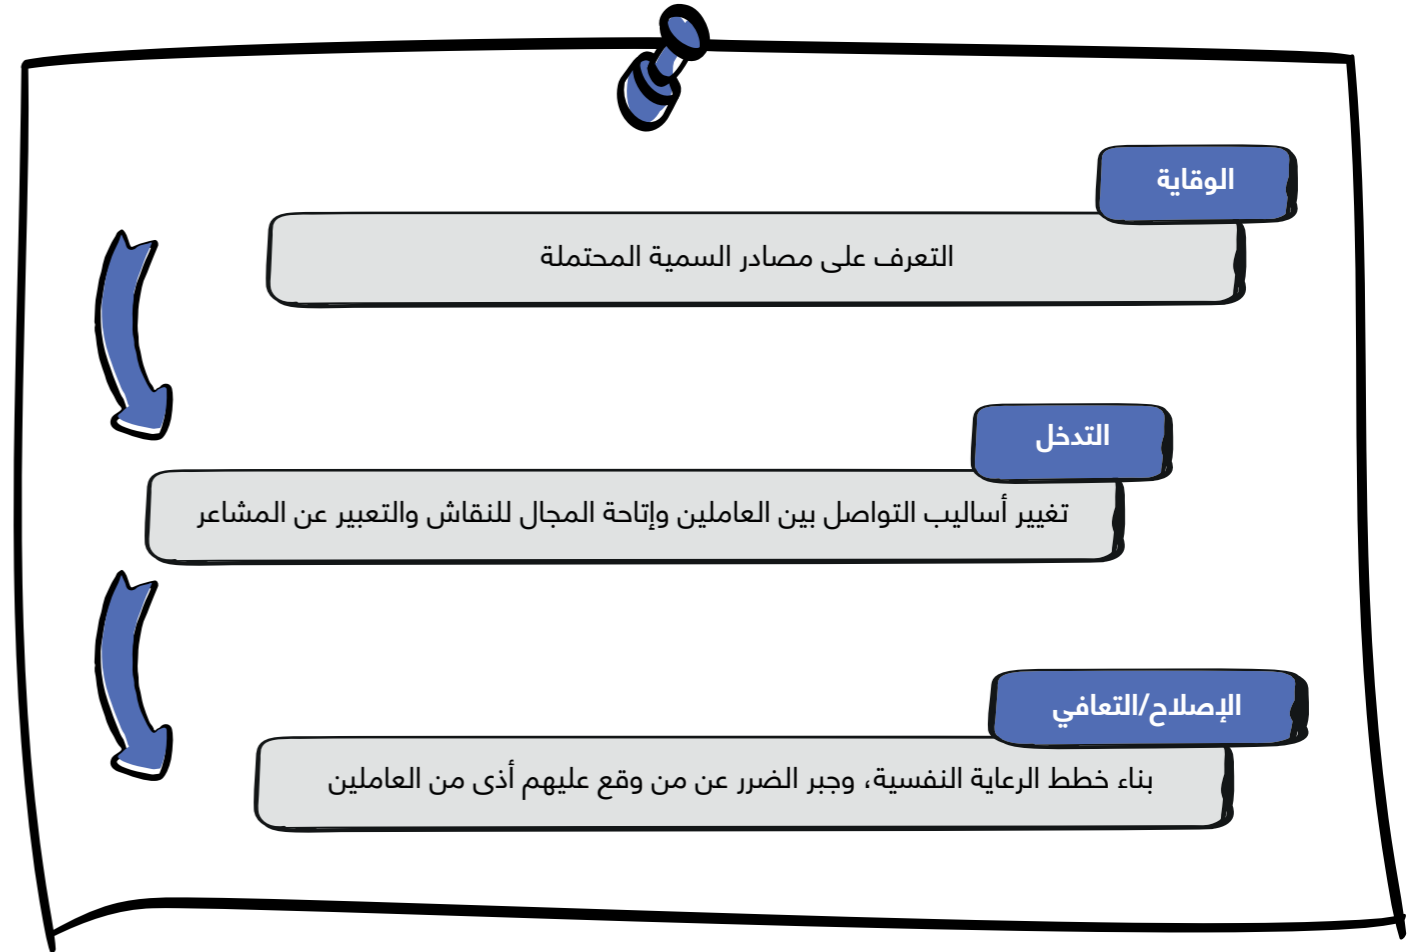 الوقاية
التعرف على مصادر السمية المحتملة
التدخل
تغيير أساليب التواصل بين العاملين وإتاحة المجال للنقاش والتعبير عن المشاعر
الإصلاح/التعافي
بناء خطط الرعاية النفسية، وجبر الضرر عن من وقع عليهم أذى من العاملين